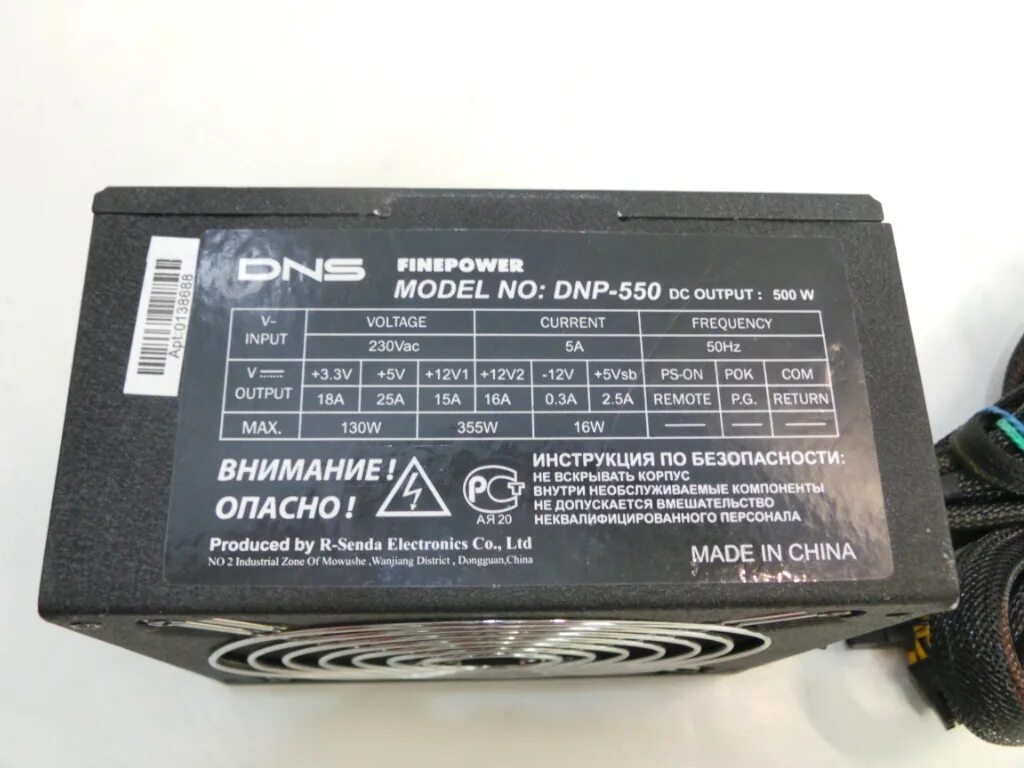 DNS FINEPOWER
MODEL NO: DNP-550 DC OUTPUT : 500 W
V~ INPUT VOLTAGE CURRENT FREQUENCY
230Vac 5A 50Hz
V OUTPUT +3.3V +5V +12V1 +12V2 -12V +5Vsb PS-ON POK COM
18A 25A 15A 16A 0.3A 2.5A REMOTE P.G. RETURN
MAX. 130W 355W 16W
ВНИМАНИЕ!
ОПАСНО!
РСТ
АЯ 20
ИНСТРУКЦИЯ ПО БЕЗОПАСНОСТИ:
НЕ ВСКРЫВАТЬ КОРПУС
ВНУТРИ НЕОБСЛУЖИВАЕМЫЕ КОМПОНЕНТЫ
НЕ ДОПУСКАЕТСЯ ВМЕШАТЕЛЬСТВО
НЕКВАЛИФИЦИРОВАННОГО ПЕРСОНАЛА
Produced by R-Senda Electronics Co., Ltd
NO 2 Industrial Zone Of Mowushe ,Wanjiang District , Dongguan,China
MADE IN CHINA
Apt:0138688